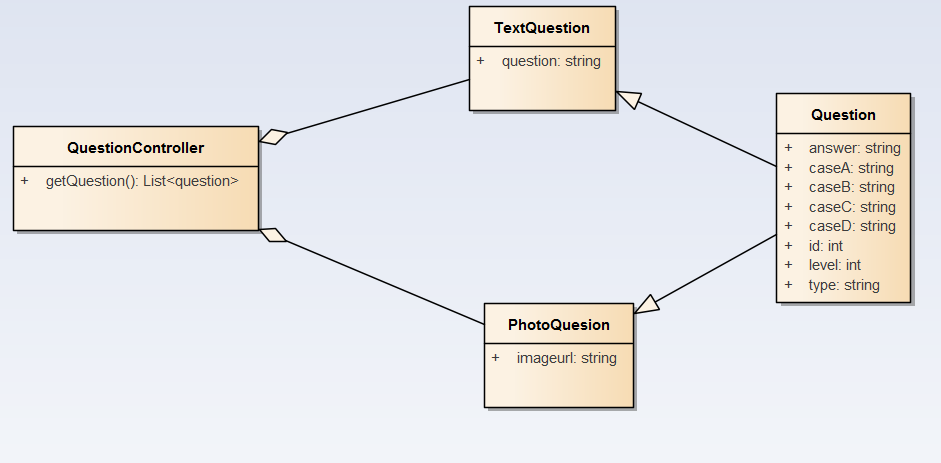 TextQuestion
+ question: string
QuestionController
+ getQuestion(): List<question>
Question
+ answer: string
+ caseA: string
+ caseB: string
+ caseC: string
+ caseD: string
+ id: int
+ level: int
+ type: string
PhotoQuesion
+ imageurl: string